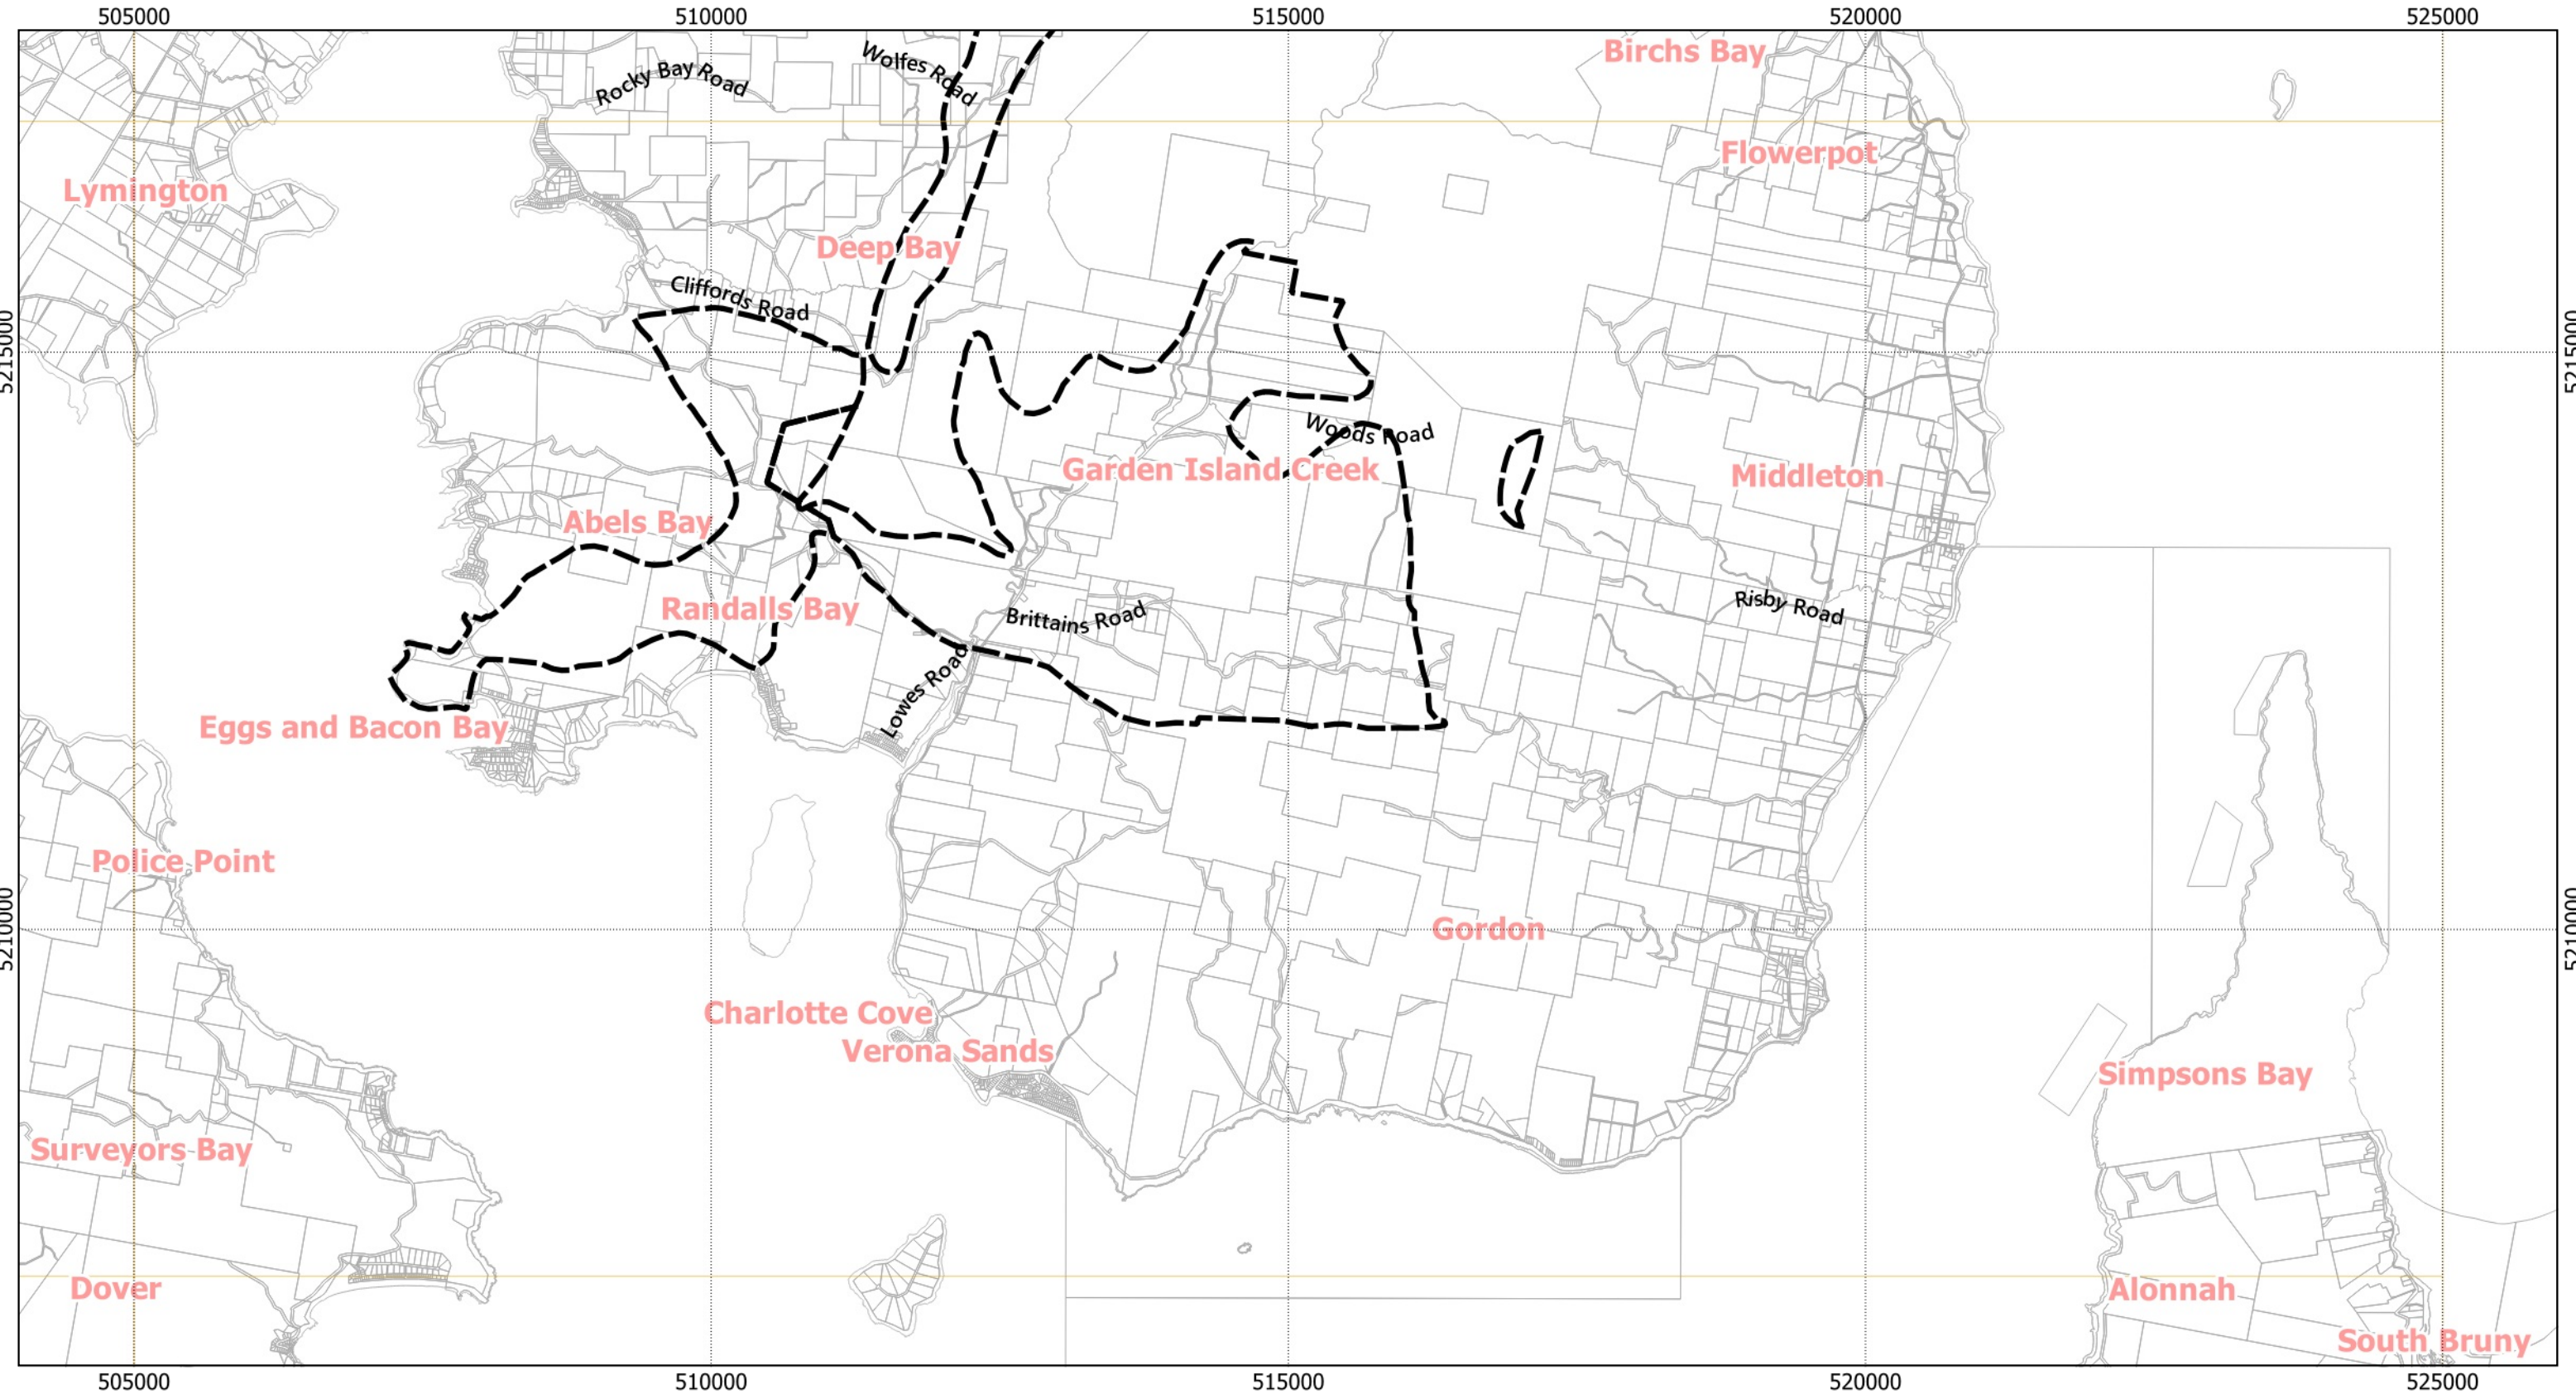 505000 510000 515000 520000 525000
Birchs Bay
Wolfes Road
Rocky Bay Road
Flowerpot
Lymington
Deep Bay
Cliffords Road
5215000 5215000
Woods Road
Garden Island Creek
Middleton
Abels Bay
Risby Road
Randalls Bay
Brittains Road
Lowes Road
Eggs and Bacon Bay
Police Point
5210000 5210000
Gordon
Charlotte Cove
Verona Sands
Simpsons Bay
Surveyors Bay
Dover
Alonnah
South Bruny
505000 510000 515000 520000 525000